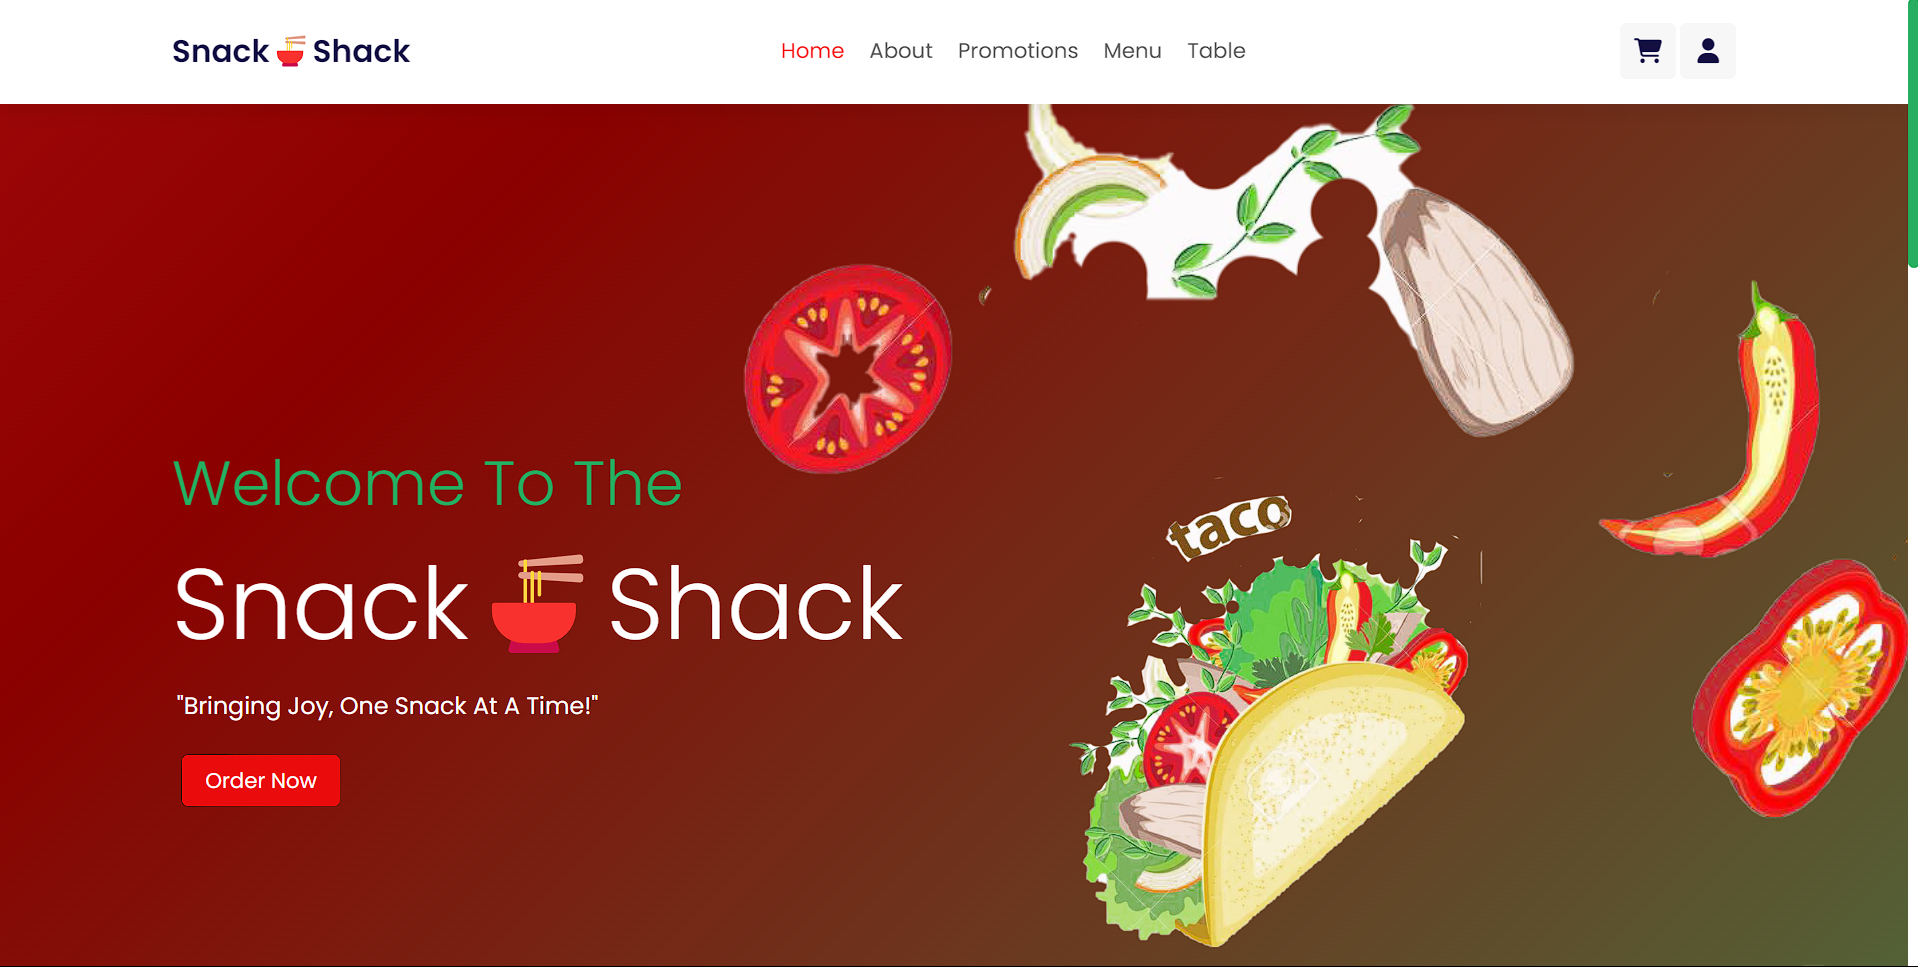 Snack Shack
Home About Promotions Menu Table
Welcome To The
Snack Shack
"Bringing Joy, One Snack At A Time!"
Order Now
taco